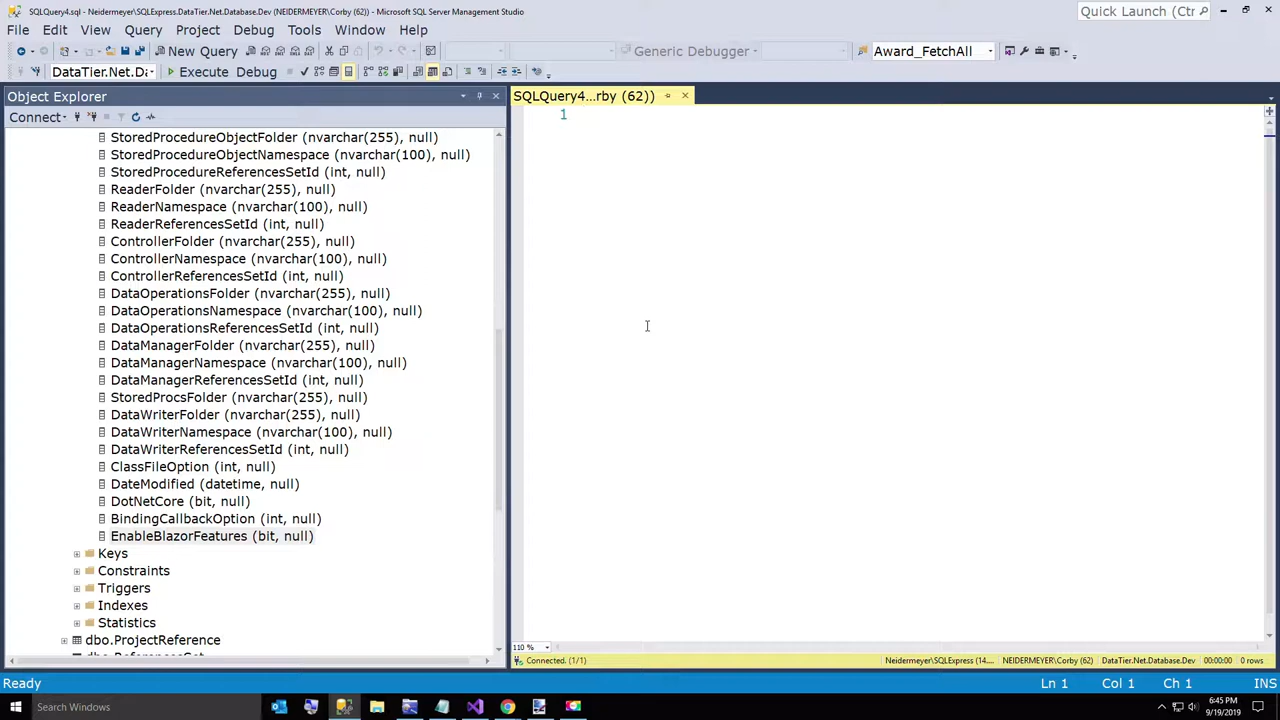 SQLQuery4.sql - Neidermeyer\SQLExpress.DataTier.Net.Database.Dev (NEIDERMEYER\Corby (62)) - Microsoft SQL Server Management Studio
Quick Launch (Ctr
File Edit View Query Project Debug Tools Window Help
New Query
Generic Debugger
Award_FetchAll
DataTier.Net.Da
Execute Debug
Object Explorer
SQLQuery4...rby (62))
Connect
1
StoredProcedureObjectFolder (nvarchar(255), null)
StoredProcedureObjectNamespace (nvarchar(100), null)
StoredProcedureReferencesSetId (int, null)
ReaderFolder (nvarchar(255), null)
ReaderNamespace (nvarchar(100), null)
ReaderReferencesSetId (int, null)
ControllerFolder (nvarchar(255), null)
ControllerNamespace (nvarchar(100), null)
ControllerReferencesSetId (int, null)
DataOperationsFolder (nvarchar(255), null)
DataOperationsNamespace (nvarchar(100), null)
DataOperationsReferencesSetId (int, null)
DataManagerFolder (nvarchar(255), null)
DataManagerNamespace (nvarchar(100), null)
DataManagerReferencesSetId (int, null)
StoredProcsFolder (nvarchar(255), null)
DataWriterFolder (nvarchar(255), null)
DataWriterNamespace (nvarchar(100), null)
DataWriterReferencesSetId (int, null)
ClassFileOption (int, null)
DateModified (datetime, null)
DotNetCore (bit, null)
BindingCallbackOption (int, null)
EnableBlazorFeatures (bit, null)
Keys
Constraints
Triggers
Indexes
Statistics
dbo.ProjectReference
110 %
Connected. (1/1)
Neidermeyer\SQLExpress (14....
NEIDERMEYER\Corby (62)
DataTier.Net.Database.Dev
00:00:00
0 rows
Ready
Ln 1
Col 1
Ch 1
INS
Search Windows
6:45 PM
9/19/2019